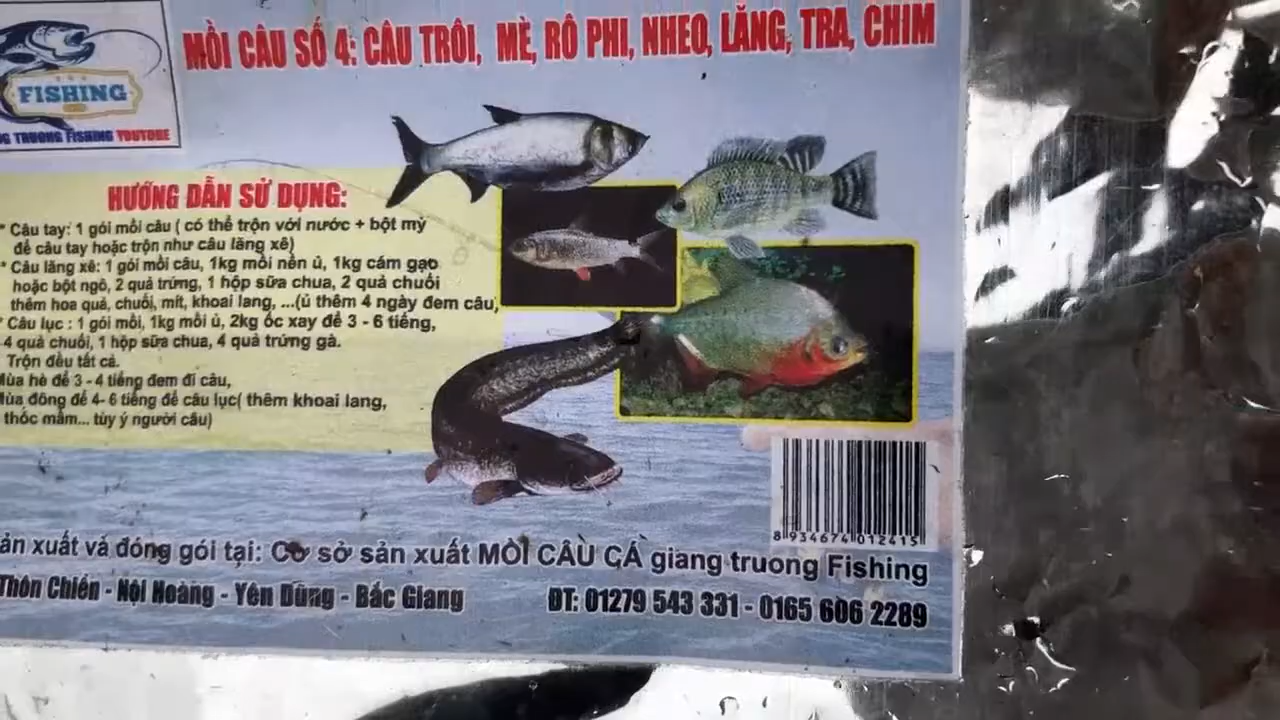 MỒI CÂU SỐ 4: CÂU TRÔI, MÈ, RÔ PHI, NHEO, LĂNG, TRA, CHIM
FISHING
TRUONG FISHING YOUTUBE
HƯỚNG DẪN SỬ DỤNG:
* Câu tay: 1 gói mồi câu ( có thể trộn với nước + bột mỳ
để câu tay hoặc trộn như câu lăng xê)
* Câu lăng xê: 1 gói mồi câu, 1kg mồi nền ủ, 1kg cám gạo
hoặc bột ngô, 2 quả trứng, 1 hộp sữa chua, 2 quả chuối
thêm hoa quả, chuối, mít, khoai lang, ...(ủ thêm 4 ngày đem câu)
* Câu lục : 1 gói mồi, 1kg mồi ủ, 2kg ốc xay để 3 - 6 tiếng,
4 quả chuối, 1 hộp sữa chua, 4 quả trứng gà.
Trộn đều tất cả.
hè để 3 - 4 tiếng đem đi câu,
đông để 4- 6 tiếng để câu lục( thêm khoai lang,
thóc mầm... tùy ý người câu)
8 934674 012415
xuất và đóng gói tại: Cơ sở sản xuất MỒI CÂU CÁ giang truong Fishing
Thôn Chiền - Nội Hoàng - Yên Dũng - Bắc Giang
ĐT: 01279 543 331 - 0165 606 2289